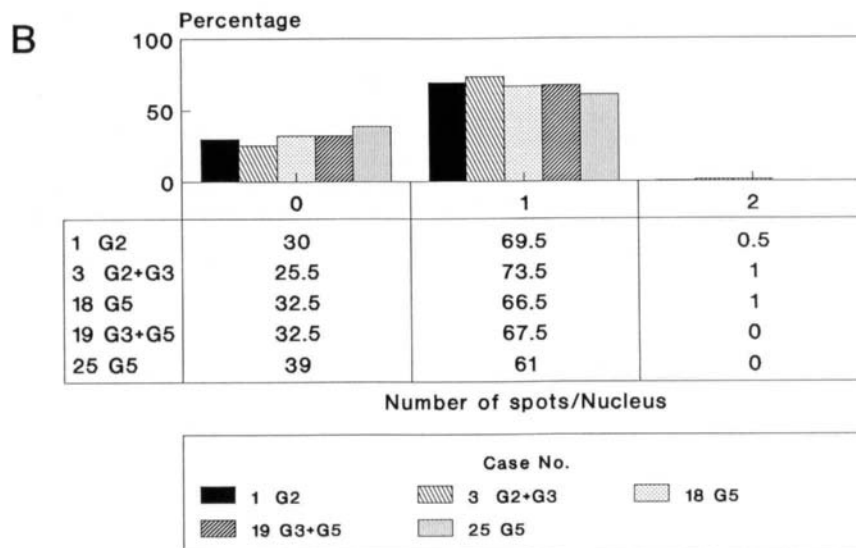 B
Percentage
100
50
0
0 1 2
1 G2 30 69.5 0.5
3 G2+G3 25.5 73.5 1
18 G5 32.5 66.5 1
19 G3+G5 32.5 67.5 0
25 G5 39 61 0
Number of spots/Nucleus
Case No.
1 G2 3 G2+G3 18 G5
19 G3+G5 25 G5